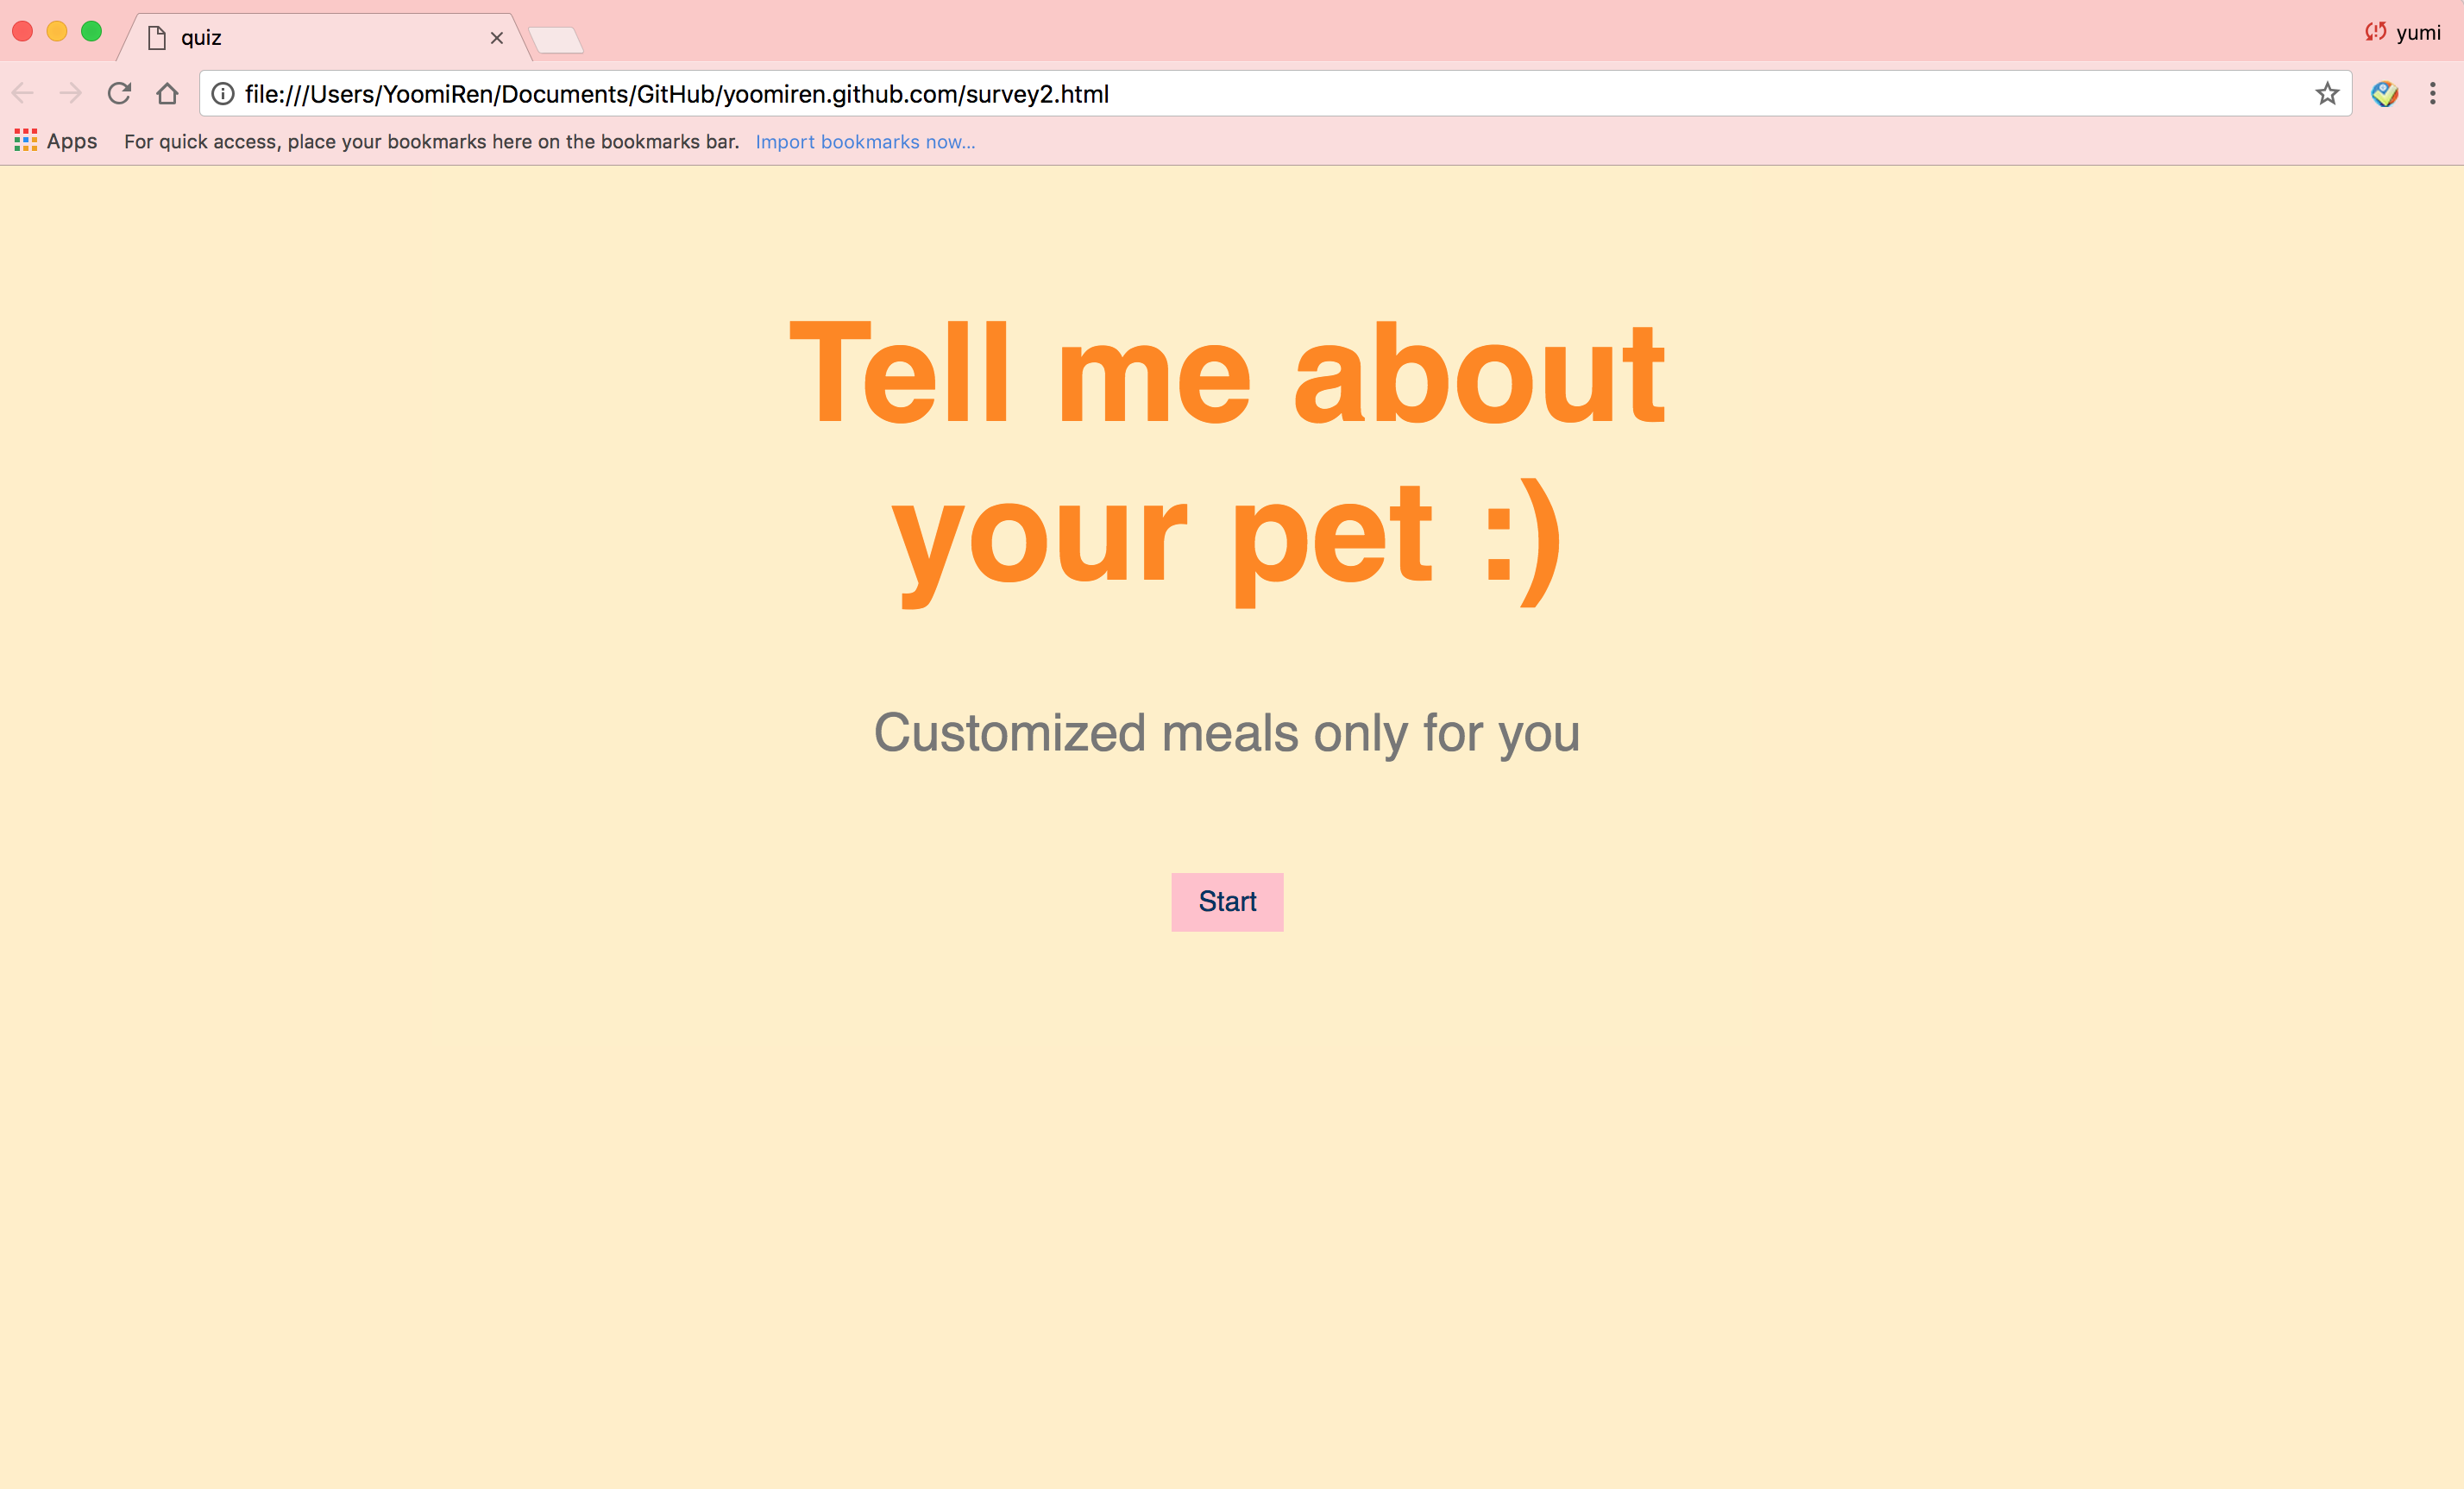 quiz
yumi
file:///Users/YoomiRen/Documents/GitHub/yoomiren.github.com/survey2.html
Apps For quick access, place your bookmarks here on the bookmarks bar. Import bookmarks now...
Tell me about
your pet :)
Customized meals only for you
Start